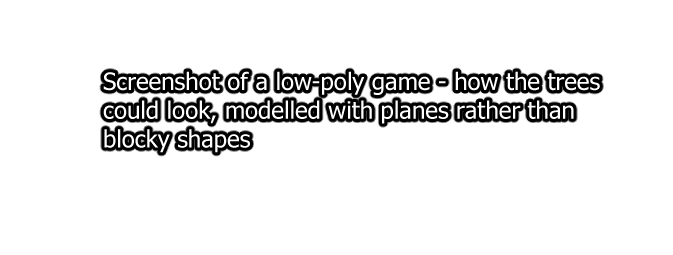 Screenshot of a low-poly game - how the trees
could look, modelled with planes rather than
blocky shapes